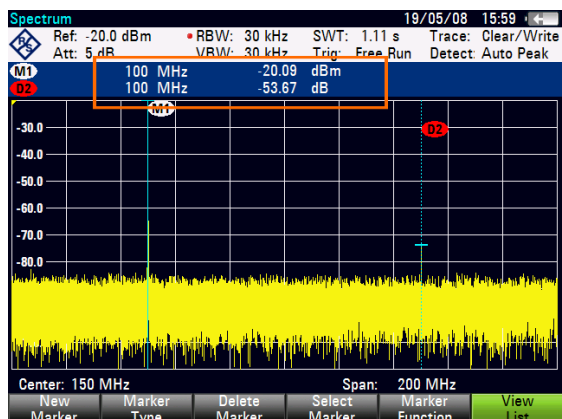 Spectrum 19/05/08 15:59
Ref: -20.0 dBm • RBW: 30 kHz SWT: 1.11 s Trace: Clear/Write
Att: 5 dB VBW: 30 kHz Trig: Free Run Detect: Auto Peak
M1 100 MHz -20.09 dBm
D2 100 MHz -53.67 dB
M1
D2
-30.0
-40.0
-50.0
-60.0
-70.0
-80.0
Center: 150 MHz Span: 200 MHz
New Marker Delete Select Marker View
Marker Type Marker Marker Function List